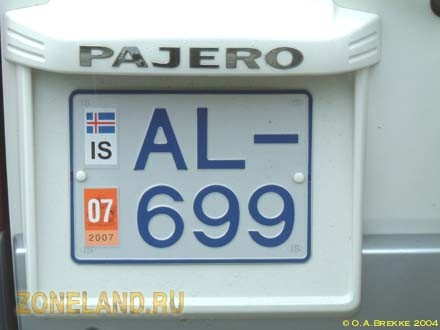 PAJERO
IS
AL-
07
2007
699
ZONELAND.RU
© O.A.BREKKE 2004